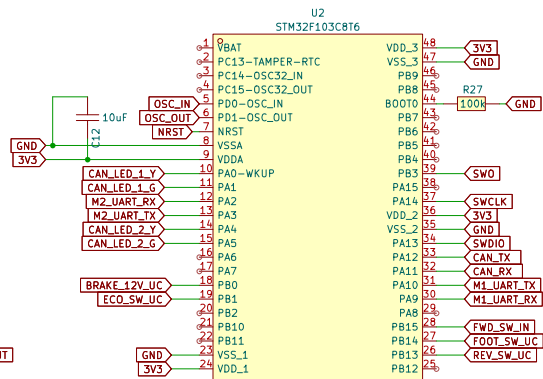 U2
STM32F103C8T6
1 VBAT VDD_3 48 3V3
2 PC13-TAMPER-RTC VSS_3 47 GND
3 PC14-OSC32_IN PB9 46
4 PC15-OSC32_OUT PB8 45
OSC_IN 5 PD0-OSC_IN BOOT0 44 R27 100k GND
OSC_OUT 6 PD1-OSC_OUT PB7 43
NRST 7 NRST PB6 42
10uF C12
GND 8 VSSA PB5 41
3V3 9 VDDA PB4 40
CAN_LED_1_Y 10 PA0-WKUP PB3 39 SWO
CAN_LED_1_G 11 PA1 PA15 38
M2_UART_RX 12 PA2 PA14 37 SWCLK
M2_UART_TX 13 PA3 VDD_2 36 3V3
CAN_LED_2_Y 14 PA4 VSS_2 35 GND
CAN_LED_2_G 15 PA5 PA13 34 SWDIO
16 PA6 PA12 33 CAN_TX
17 PA7 PA11 32 CAN_RX
BRAKE_12V_UC 18 PB0 PA10 31 M1_UART_TX
ECO_SW_UC 19 PB1 PA9 30 M1_UART_RX
20 PB2 PA8 29
21 PB10 PB15 28 FWD_SW_IN
22 PB11 PB14 27 FOOT_SW_UC
GND 23 VSS_1 PB13 26 REV_SW_UC
3V3 24 VDD_1 PB12 25